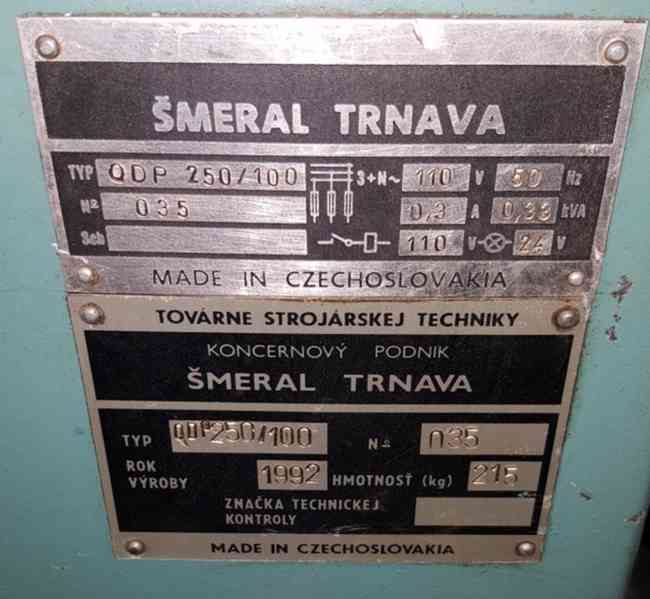 ŠMERAL TRNAVA
TYP QDP 250/100 3+N~ 110 V 50 Hz
Nº 035 0,3 A 0,33 kVA
Sch 110 V 24 V
MADE IN CZECHOSLOVAKIA
TOVÁRNE STROJÁRSKEJ TECHNIKY
KONCERNOVÝ PODNIK
ŠMERAL TRNAVA
TYP QDP250/100 Nº 035
ROK VÝROBY 1992 HMOTNOSŤ (kg) 215
ZNAČKA TECHNICKEJ
KONTROLY
MADE IN CZECHOSLOVAKIA